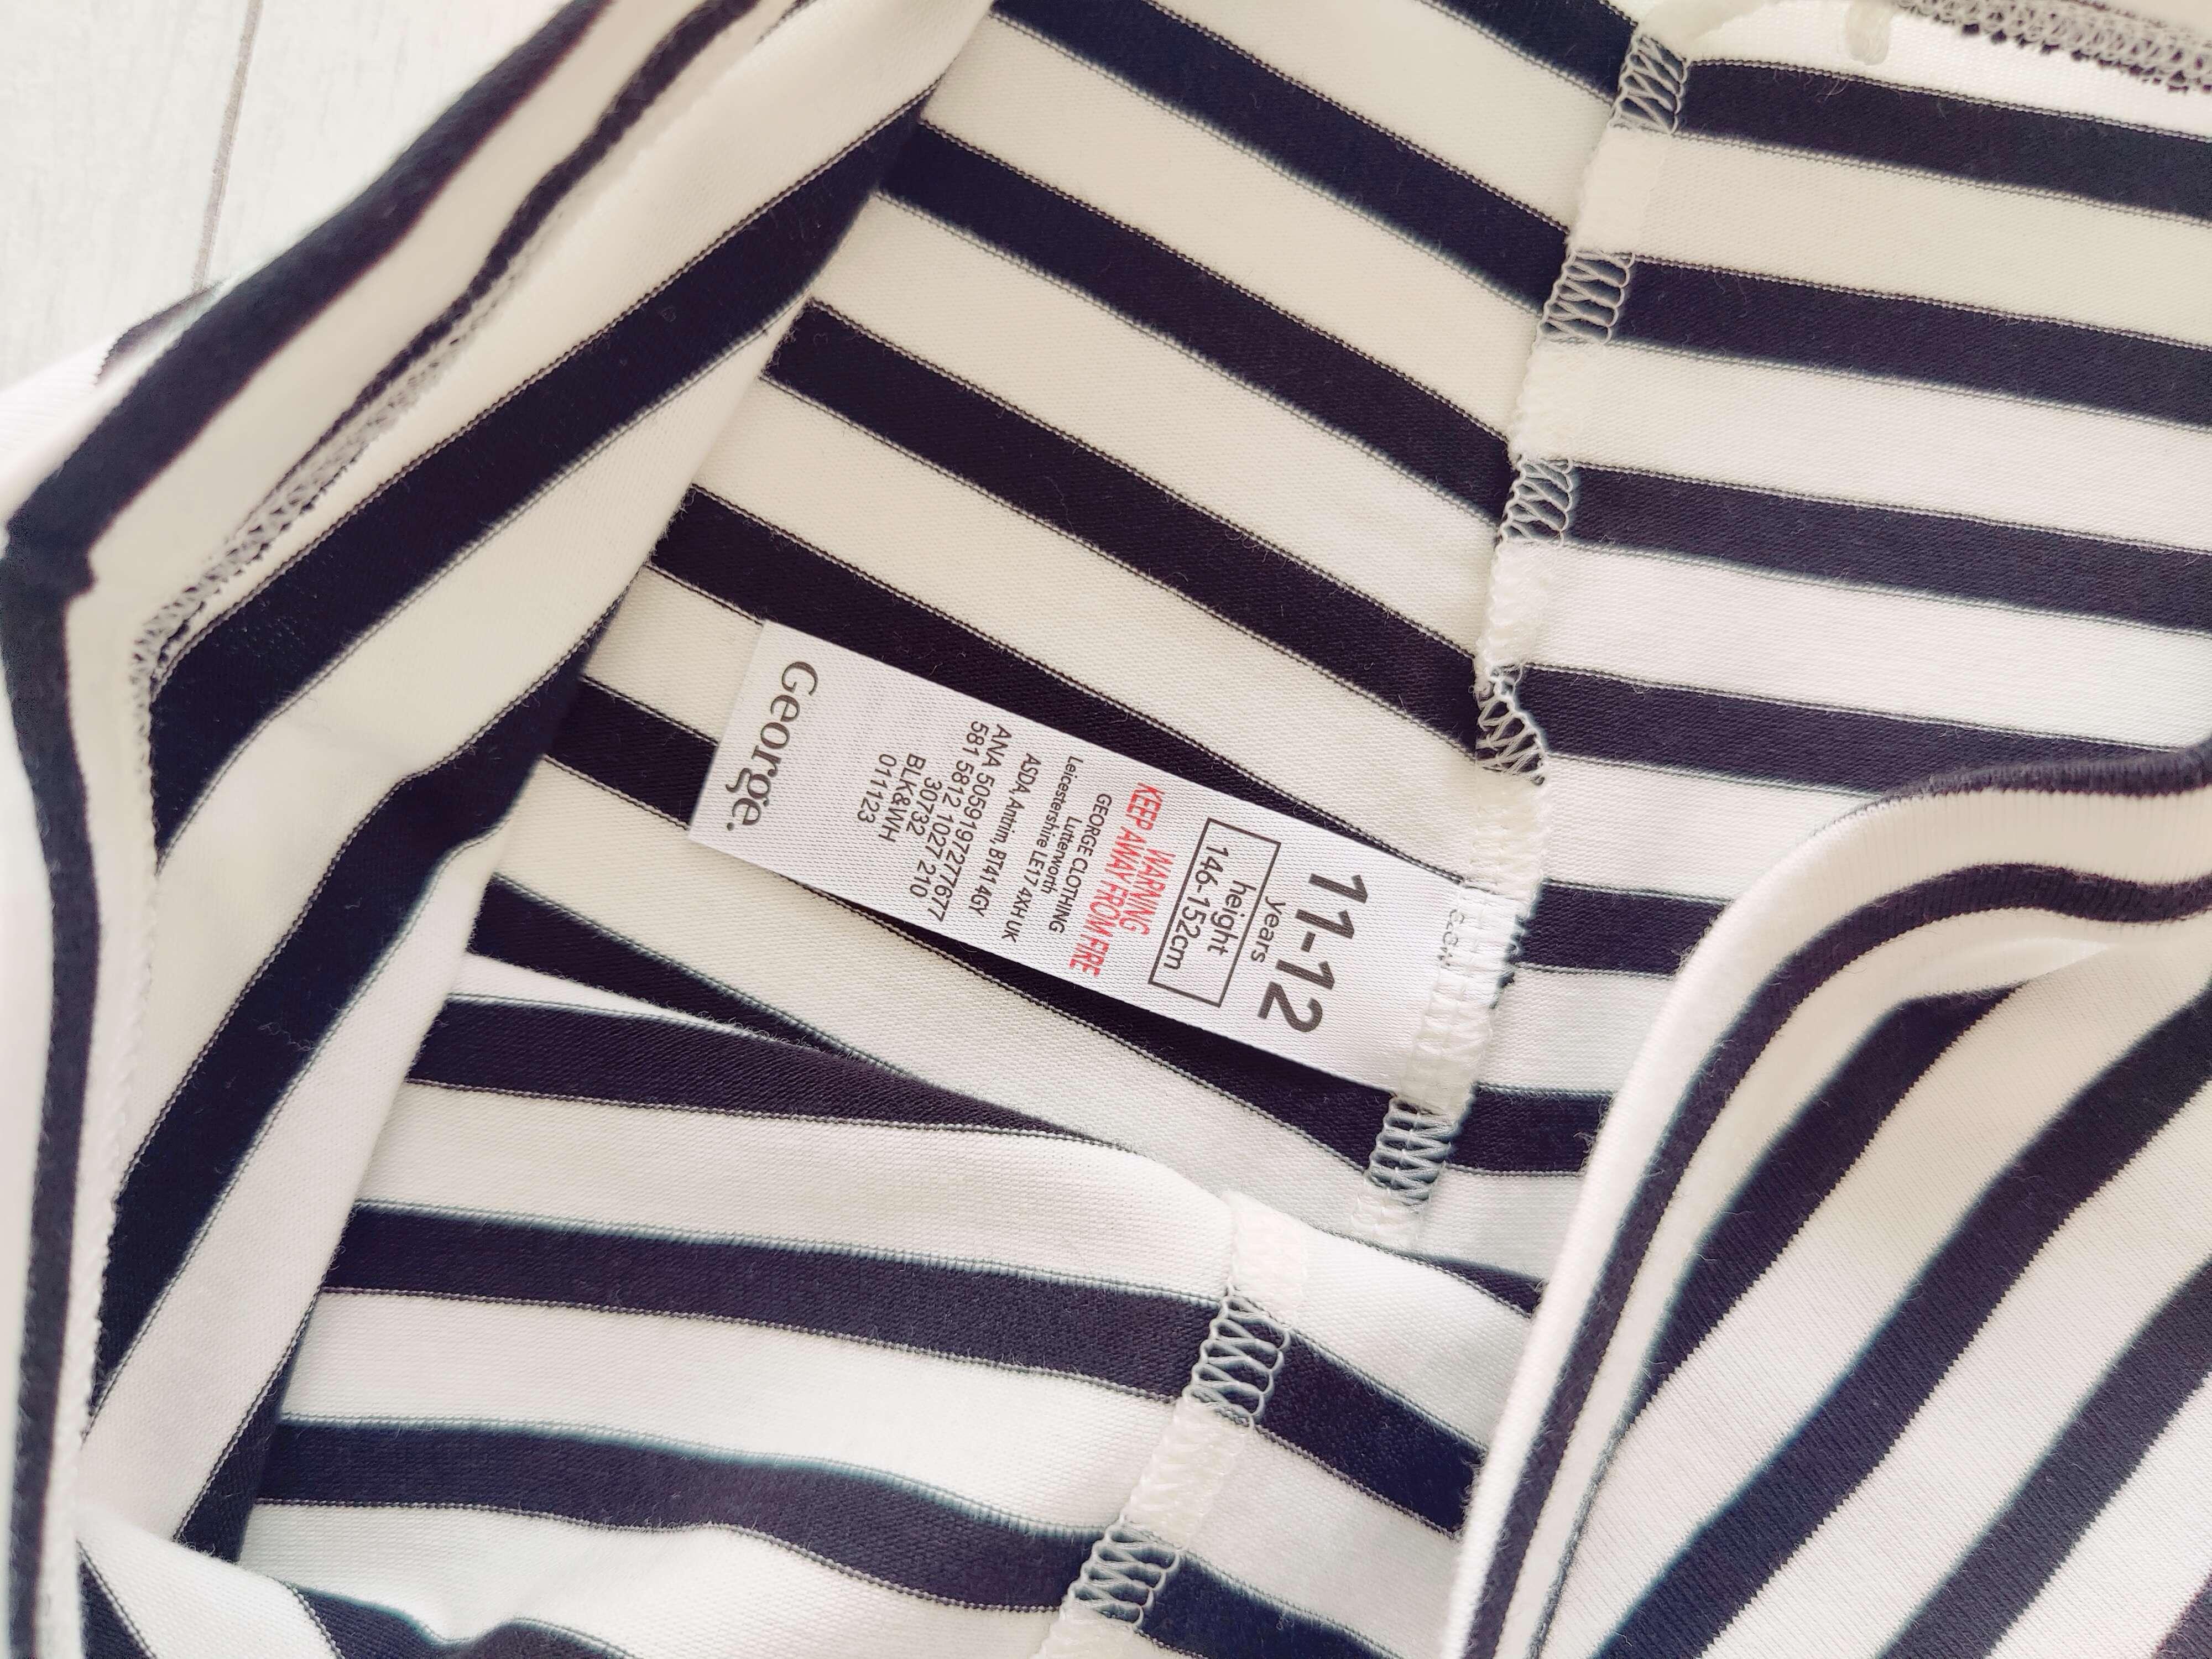 11-12
years
height
146-152cm
WARNING
KEEP AWAY FROM FIRE
GEORGE CLOTHING
Lutterworth
Leicestershire LE17 4XH UK
ASDA, Antrim, BT41 4GY
ANA 5059197277677
581 5812 1027 210
30732
BLK&WH
011123
George.